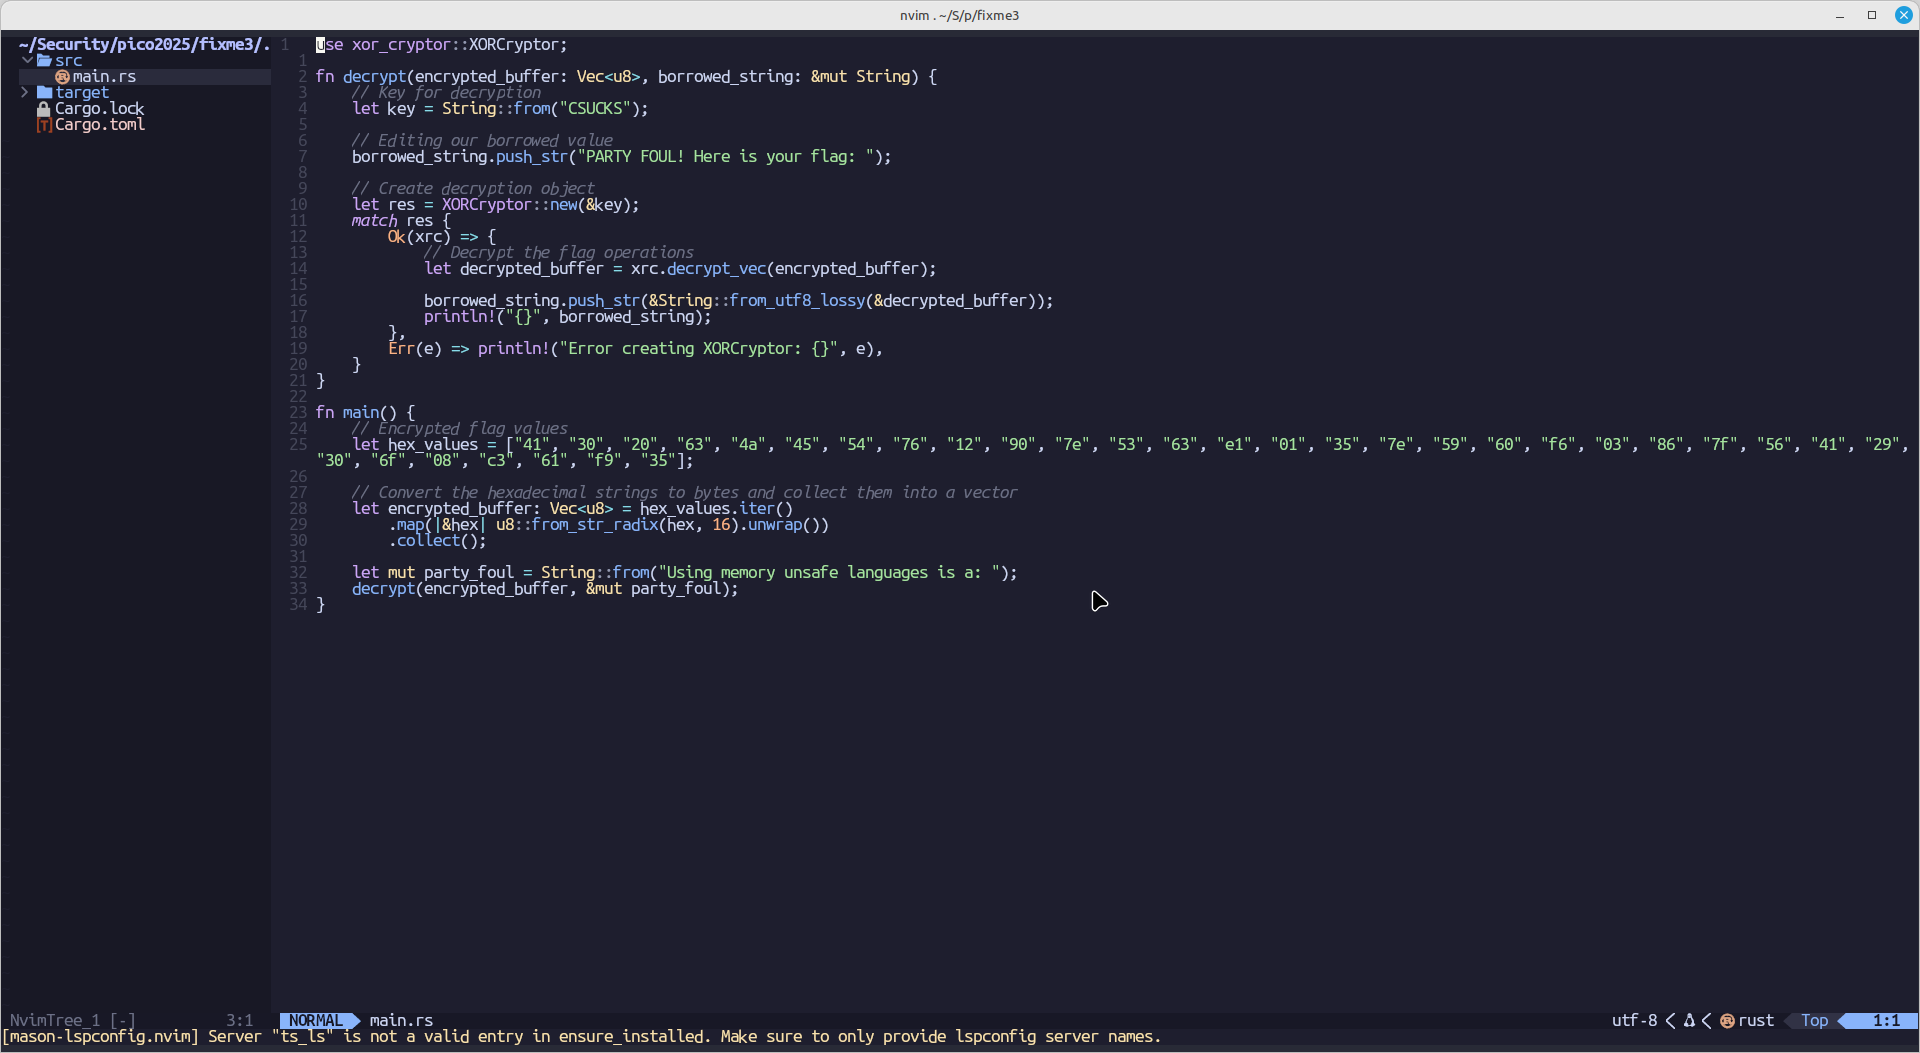 nvim . ~/S/p/fixme3
~/Security/pico2025/fixme3/.
src
main.rs
target
Cargo.lock
Cargo.toml
1 use xor_cryptor::XORCryptor;
1
2 fn decrypt(encrypted_buffer: Vec<u8>, borrowed_string: &mut String) {
3     // Key for decryption
4     let key = String::from("CSUCKS");
5
6     // Editing our borrowed value
7     borrowed_string.push_str("PARTY FOUL! Here is your flag: ");
8
9     // Create decryption object
10     let res = XORCryptor::new(&key);
11     match res {
12         Ok(xrc) => {
13             // Decrypt the flag operations
14             let decrypted_buffer = xrc.decrypt_vec(encrypted_buffer);
15
16             borrowed_string.push_str(&String::from_utf8_lossy(&decrypted_buffer));
17             println!("{}", borrowed_string);
18         },
19         Err(e) => println!("Error creating XORCryptor: {}", e),
20     }
21 }
22
23 fn main() {
24     // Encrypted flag values
25     let hex_values = ["41", "30", "20", "63", "4a", "45", "54", "76", "12", "90", "7e", "53", "63", "e1", "01", "35", "7e", "59", "60", "f6", "03", "86", "7f", "56", "41", "29",
"30", "6f", "08", "c3", "61", "f9", "35"];
26
27     // Convert the hexadecimal strings to bytes and collect them into a vector
28     let encrypted_buffer: Vec<u8> = hex_values.iter()
29         .map(|&hex| u8::from_str_radix(hex, 16).unwrap())
30         .collect();
31
32     let mut party_foul = String::from("Using memory unsafe languages is a: ");
33     decrypt(encrypted_buffer, &mut party_foul);
34 }
NvimTree_1 [-] 3:1 NORMAL main.rs utf-8 < < rust Top 1:1
[mason-lspconfig.nvim] Server "ts_ls" is not a valid entry in ensure_installed. Make sure to only provide lspconfig server names.